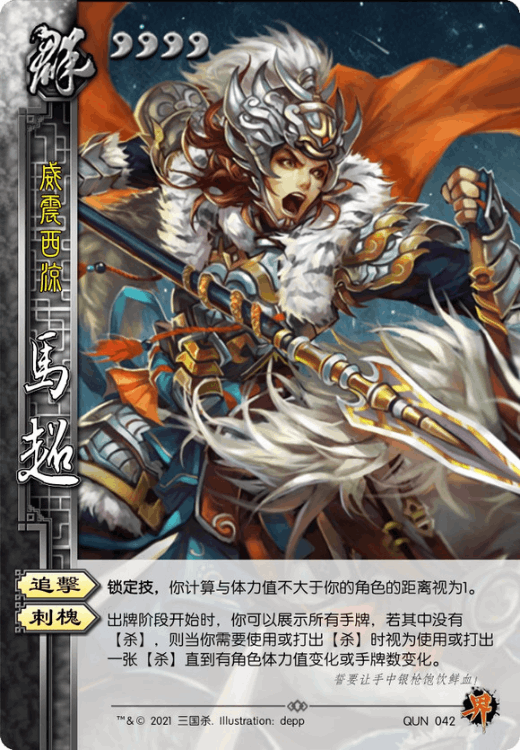 群
威震西涼
馬超
追擊
锁定技，你计算与体力值不大于你的角色的距离视为1。
刺槐
出牌阶段开始时，你可以展示所有手牌，若其中没有
【杀】，则当你需要使用或打出【杀】时视为使用或打出
一张【杀】直到有角色体力值变化或手牌数变化。
誓要让手中银枪饱饮鲜血！
™&© 2021 三国杀. Illustration: depp
QUN 042
界